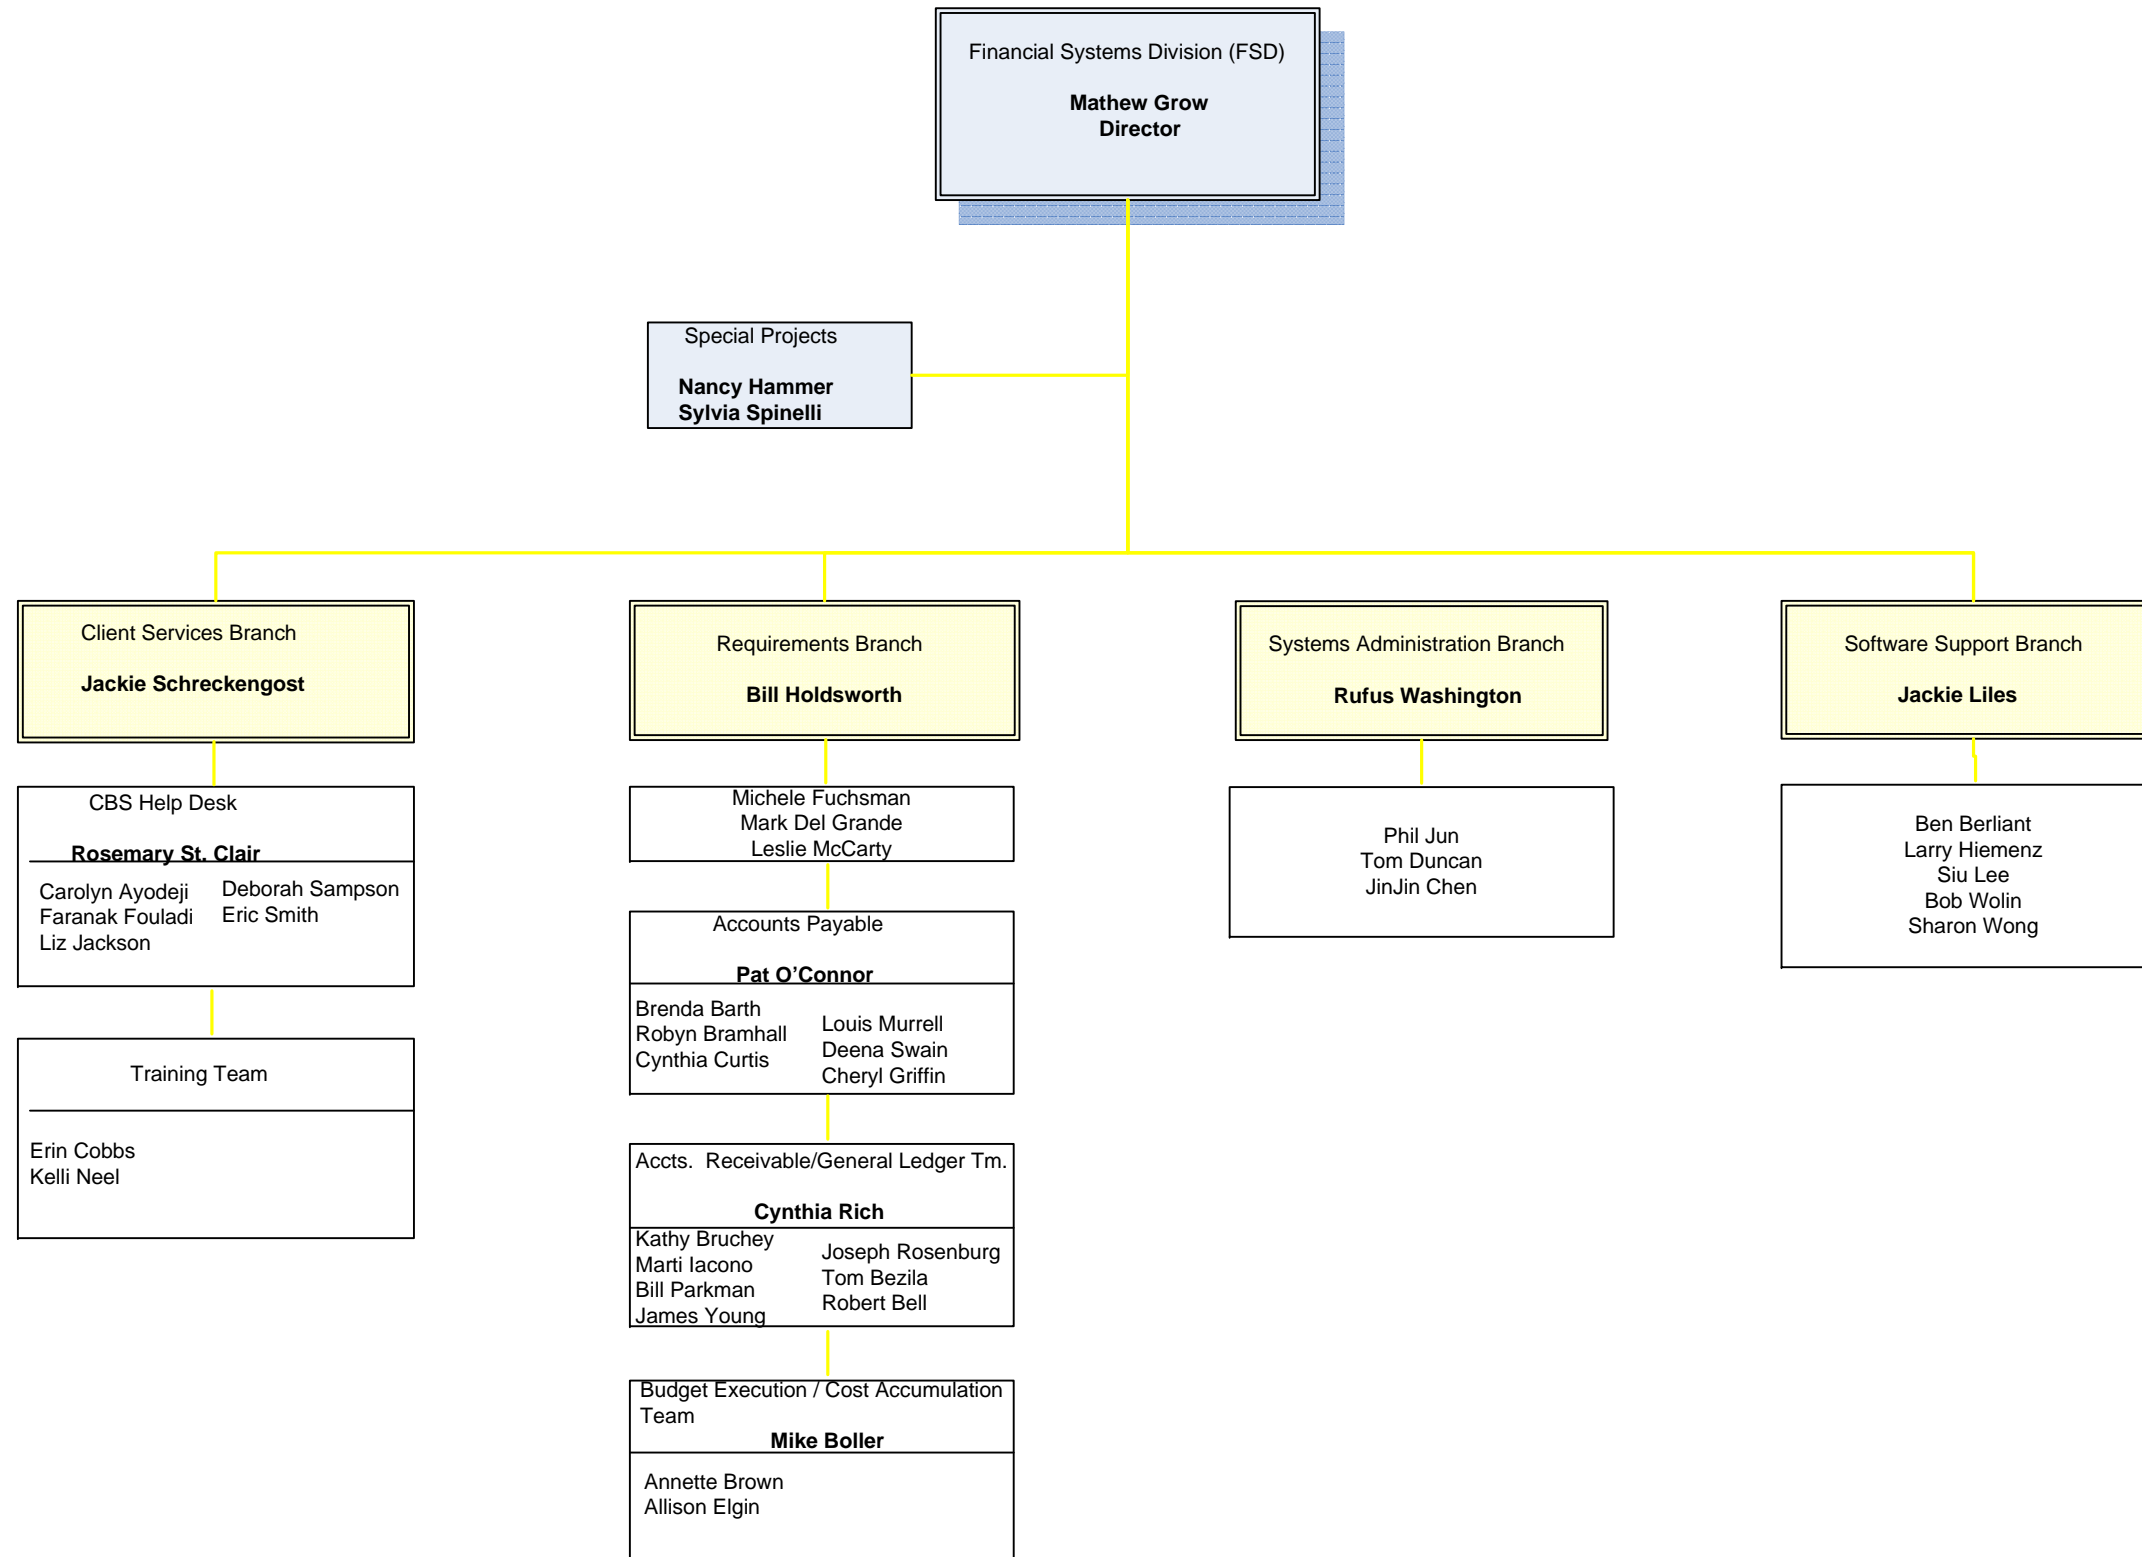 Financial Systems Division (FSD)
Mathew Grow
Director
Special Projects
Nancy Hammer
Sylvia Spinelli
Client Services Branch
Jackie Schreckengost
CBS Help Desk
Rosemary St. Clair
Carolyn Ayodeji
Faranak Fouladi
Liz Jackson
Deborah Sampson
Eric Smith
Training Team
Erin Cobbs
Kelli Neel
Requirements Branch
Bill Holdsworth
Michele Fuchsman
Mark Del Grande
Leslie McCarty
Accounts Payable
Pat O’Connor
Brenda Barth
Robyn Bramhall
Cynthia Curtis
Louis Murrell
Deena Swain
Cheryl Griffin
Accts.  Receivable/General Ledger Tm.
Cynthia Rich
Kathy Bruchey
Marti Iacono
Bill Parkman
James Young
Joseph Rosenburg
Tom Bezila
Robert Bell
Budget Execution / Cost Accumulation
Team
Mike Boller
Annette Brown
Allison Elgin
Systems Administration Branch
Rufus Washington
Phil Jun
Tom Duncan
JinJin Chen
Software Support Branch
Jackie Liles
Ben Berliant
Larry Hiemenz
Siu Lee
Bob Wolin
Sharon Wong